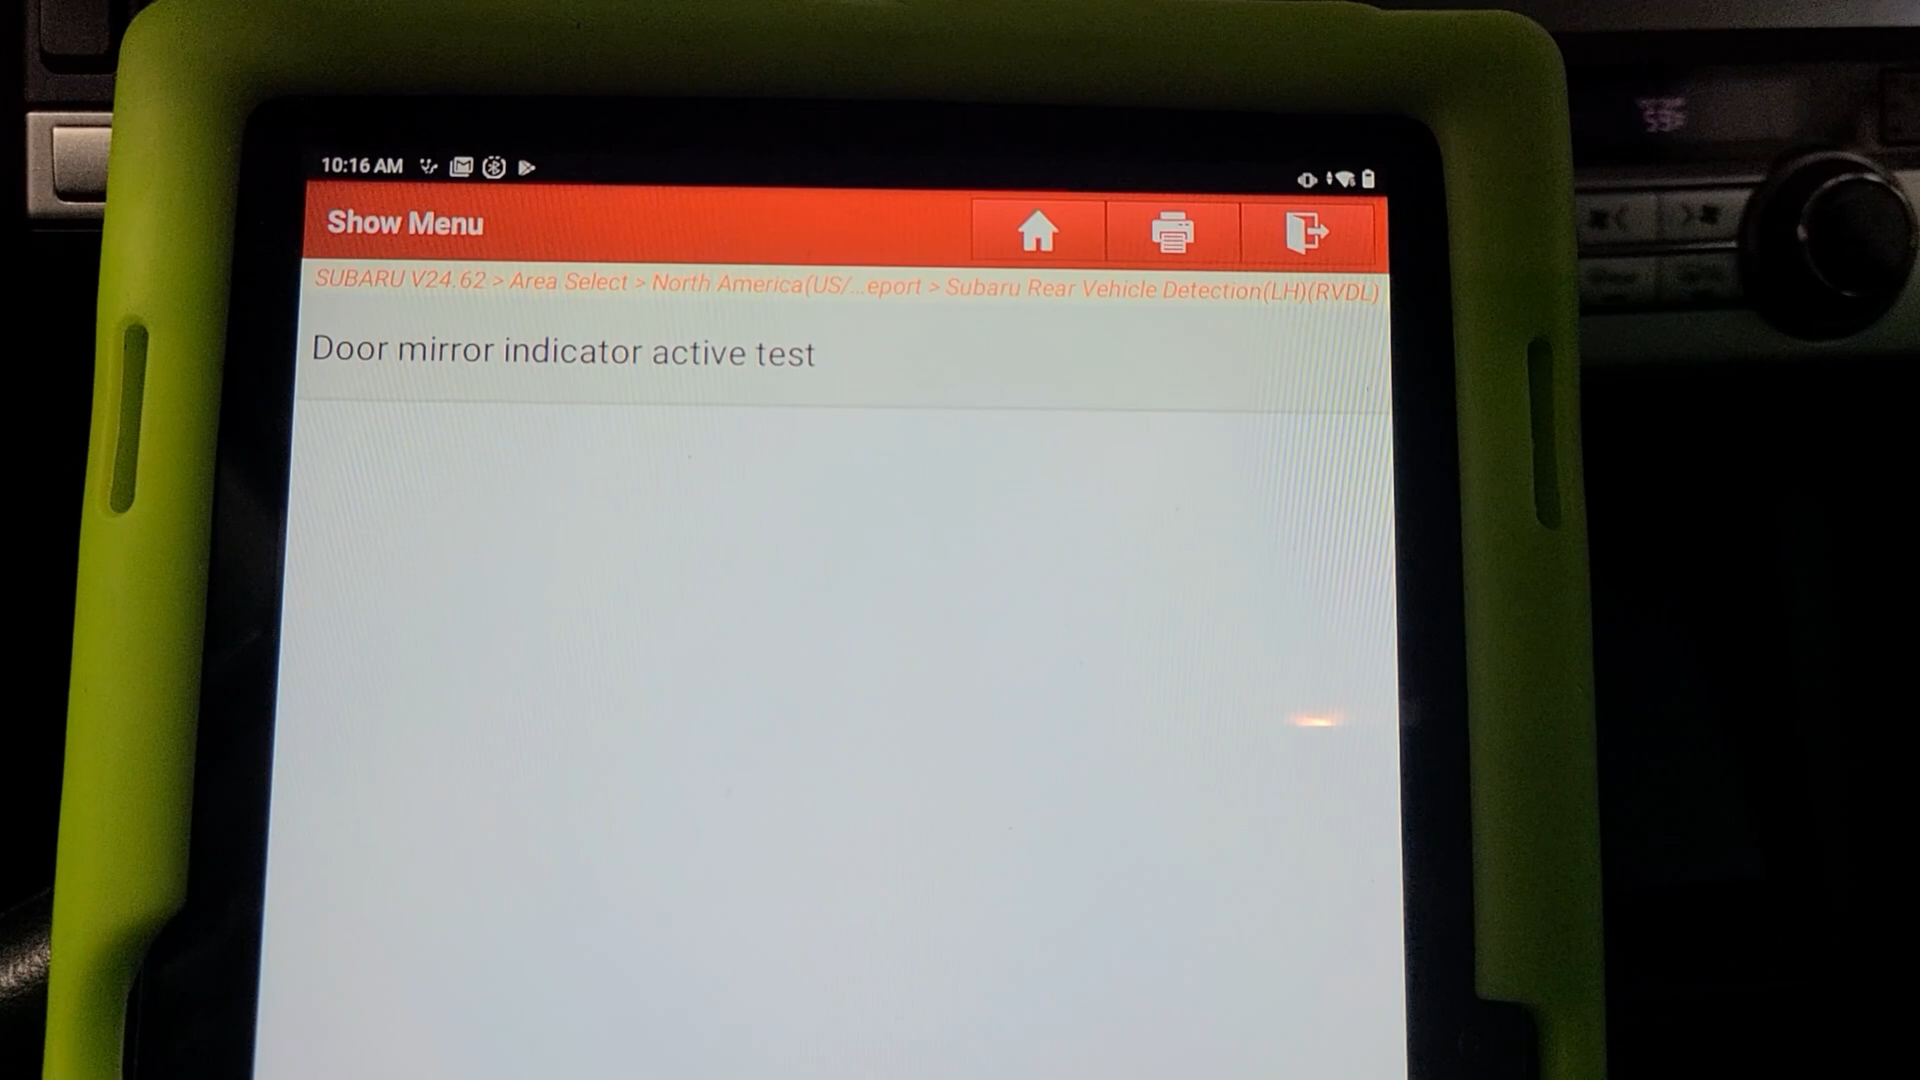 10:16 AM
Show Menu
SUBARU V24.62 > Area Select > North America(US/...eport > Subaru Rear Vehicle Detection(LH)(RVDL)
Door mirror indicator active test